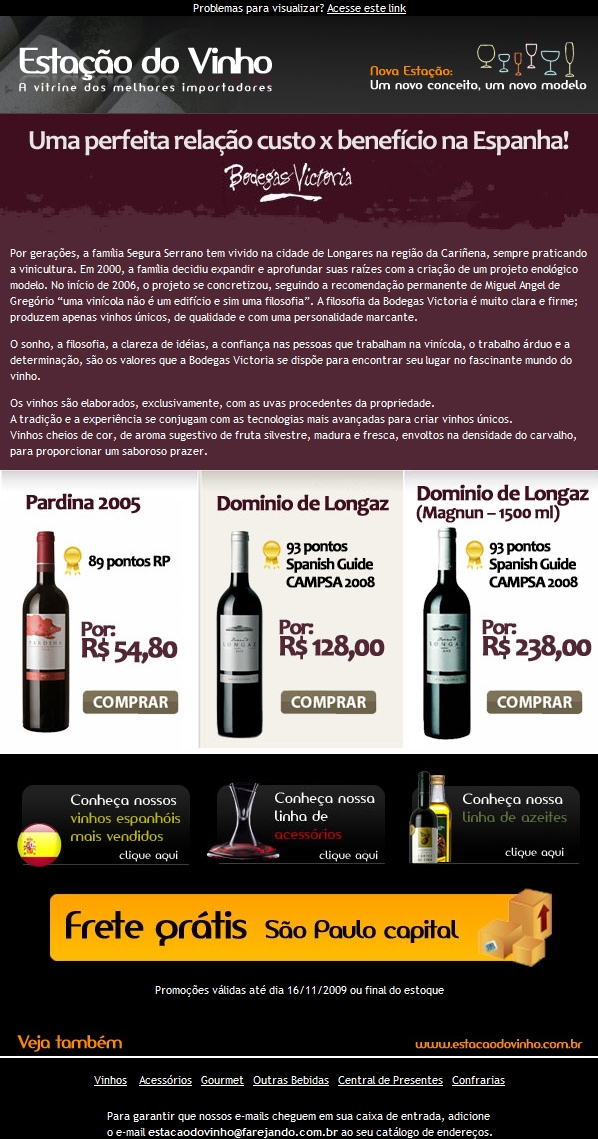 Problemas para visualizar? Acesse este link
Estação do Vinho
A vitrine dos melhores importadores
Nova Estação:
Um novo conceito, um novo modelo
Uma perfeita relação custo x benefício na Espanha!
Bodegas Victoria
Por gerações, a família Segura Serrano tem vivido na cidade de Longares na região da Cariñena, sempre praticando
a vinicultura. Em 2000, a família decidiu expandir e aprofundar suas raízes com a criação de um projeto enológico
modelo. No início de 2006, o projeto se concretizou, seguindo a recomendação permanente de Miguel Angel de
Gregório “uma vinícola não é um edifício e sim uma filosofia”. A filosofia da Bodegas Victoria é muito clara e firme;
produzem apenas vinhos únicos, de qualidade e com uma personalidade marcante.
O sonho, a filosofia, a clareza de idéias, a confiança nas pessoas que trabalham na vinícola, o trabalho árduo e a
determinação, são os valores que a Bodegas Victoria se dispõe para encontrar seu lugar no fascinante mundo do
vinho.
Os vinhos são elaborados, exclusivamente, com as uvas procedentes da propriedade.
A tradição e a experiência se conjugam com as tecnologias mais avançadas para criar vinhos únicos.
Vinhos cheios de cor, de aroma sugestivo de fruta silvestre, madura e fresca, envoltos na densidade do carvalho,
para proporcionar um saboroso prazer.
Pardina 2005
89 pontos RP
PARDINA
Por:
R$ 54,80
COMPRAR
Dominio de Longaz
93 pontos
Spanish Guide
CAMPSA 2008
LONGAZ
Por:
R$ 128,00
COMPRAR
Dominio de Longaz
(Magnun – 1500 ml)
93 pontos
Spanish Guide
CAMPSA 2008
LONGAZ
Por:
R$ 238,00
COMPRAR
Conheça nossos
vinhos espanhóis
mais vendidos
clique aqui
Conheça nossa
linha de
acessórios
clique aqui
Conheça nossa
linha de azeites
clique aqui
Frete grátis São Paulo capital
Promoções válidas até dia 16/11/2009 ou final do estoque
Veja também
www.estacaodovinho.com.br
Vinhos Acessórios Gourmet Outras Bebidas Central de Presentes Confrarias
Para garantir que nossos e-mails cheguem em sua caixa de entrada, adicione
o e-mail estacaodovinho@farejando.com.br ao seu catálogo de endereços.